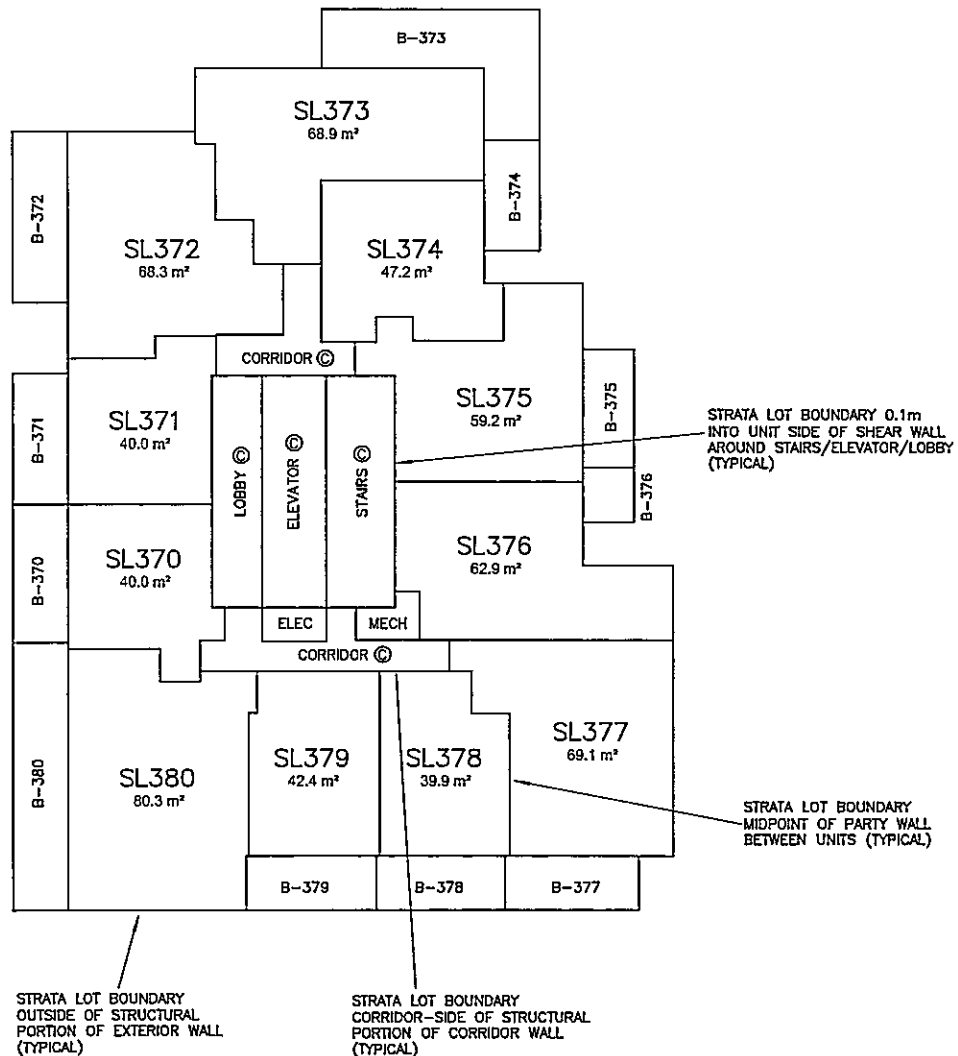 B-373
SL373
68.9 m²
B-372
B-374
SL372
68.3 m²
SL374
47.2 m²
CORRIDOR ©
B-371
SL371
40.0 m²
SL375
59.2 m²
B-375
STRATA LOT BOUNDARY 0.1m
INTO UNIT SIDE OF SHEAR WALL
AROUND STAIRS/ELEVATOR/LOBBY
(TYPICAL)
LOBBY ©
ELEVATOR ©
STAIRS ©
B-376
B-370
SL370
40.0 m²
SL376
62.9 m²
ELEC
MECH
CORRIDOR ©
B-380
SL380
80.3 m²
SL379
42.4 m²
SL378
39.9 m²
SL377
69.1 m²
STRATA LOT BOUNDARY
MIDPOINT OF PARTY WALL
BETWEEN UNITS (TYPICAL)
B-379
B-378
B-377
STRATA LOT BOUNDARY
OUTSIDE OF STRUCTURAL
PORTION OF EXTERIOR WALL
(TYPICAL)
STRATA LOT BOUNDARY
CORRIDOR-SIDE OF STRUCTURAL
PORTION OF CORRIDOR WALL
(TYPICAL)